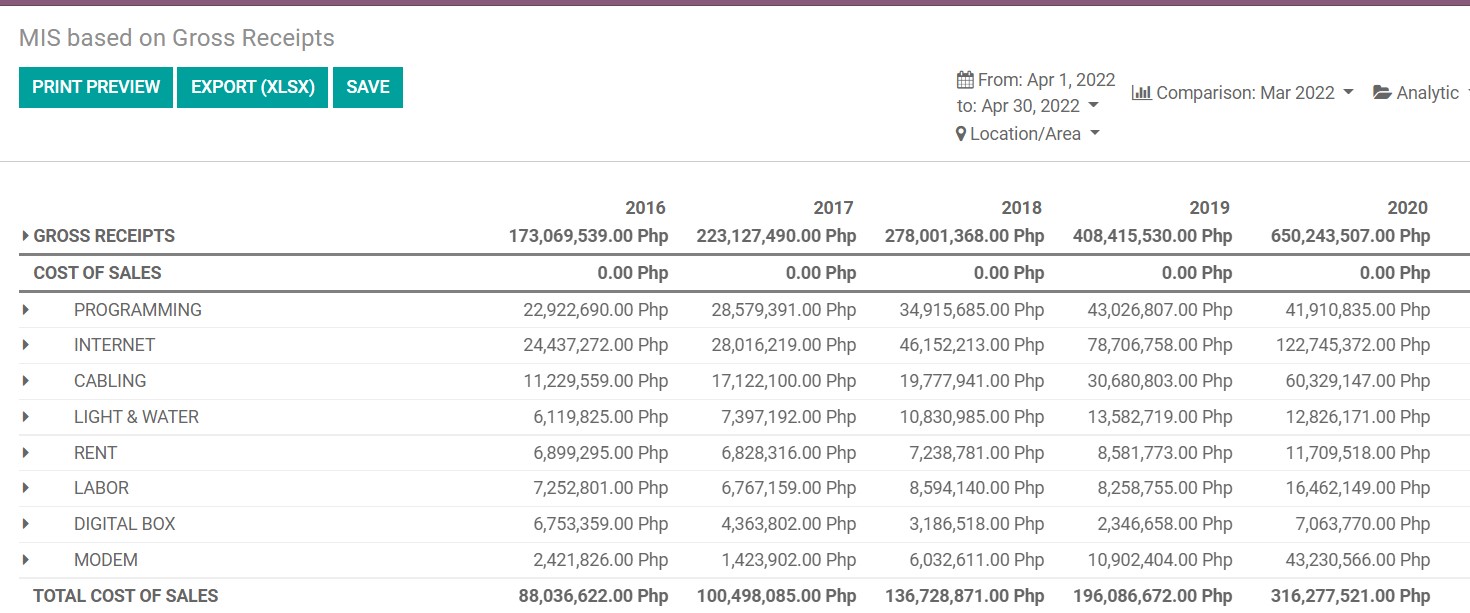 MIS based on Gross Receipts
PRINT PREVIEW EXPORT (XLSX) SAVE
From: Apr 1, 2022
to: Apr 30, 2022
Comparison: Mar 2022
Analytic
Location/Area
2016 2017 2018 2019 2020
GROSS RECEIPTS 173,069,539.00 Php 223,127,490.00 Php 278,001,368.00 Php 408,415,530.00 Php 650,243,507.00 Php
COST OF SALES 0.00 Php 0.00 Php 0.00 Php 0.00 Php 0.00 Php
PROGRAMMING 22,922,690.00 Php 28,579,391.00 Php 34,915,685.00 Php 43,026,807.00 Php 41,910,835.00 Php
INTERNET 24,437,272.00 Php 28,016,219.00 Php 46,152,213.00 Php 78,706,758.00 Php 122,745,372.00 Php
CABLING 11,229,559.00 Php 17,122,100.00 Php 19,777,941.00 Php 30,680,803.00 Php 60,329,147.00 Php
LIGHT & WATER 6,119,825.00 Php 7,397,192.00 Php 10,830,985.00 Php 13,582,719.00 Php 12,826,171.00 Php
RENT 6,899,295.00 Php 6,828,316.00 Php 7,238,781.00 Php 8,581,773.00 Php 11,709,518.00 Php
LABOR 7,252,801.00 Php 6,767,159.00 Php 8,594,140.00 Php 8,258,755.00 Php 16,462,149.00 Php
DIGITAL BOX 6,753,359.00 Php 4,363,802.00 Php 3,186,518.00 Php 2,346,658.00 Php 7,063,770.00 Php
MODEM 2,421,826.00 Php 1,423,902.00 Php 6,032,611.00 Php 10,902,404.00 Php 43,230,566.00 Php
TOTAL COST OF SALES 88,036,622.00 Php 100,498,085.00 Php 136,728,871.00 Php 196,086,672.00 Php 316,277,521.00 Php